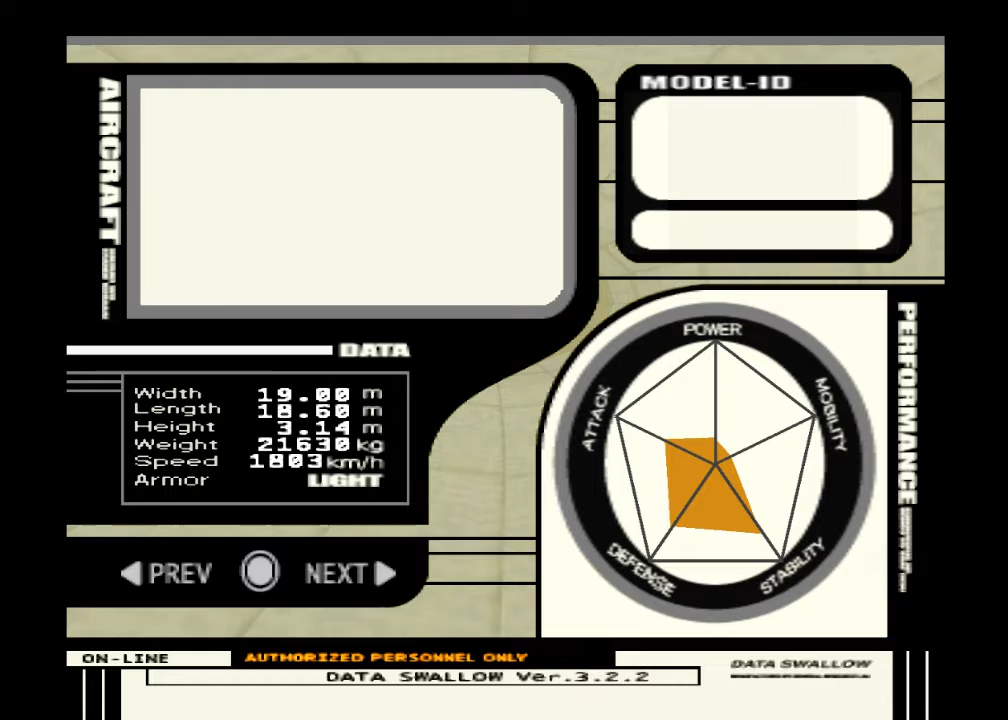 AIRCRAFT
MODEL-ID
DATA
Width 19.00 m
Length 18.60 m
Height 3.14 m
Weight 21630 kg
Speed 1803 km/h
Armor LIGHT
PERFORMANCE
POWER
MOBILITY
STABILITY
DEFENSE
ATTACK
PREV
NEXT
ON-LINE
AUTHORIZED PERSONNEL ONLY
DATA SWALLOW Ver.3.2.2
DATA SWALLOW